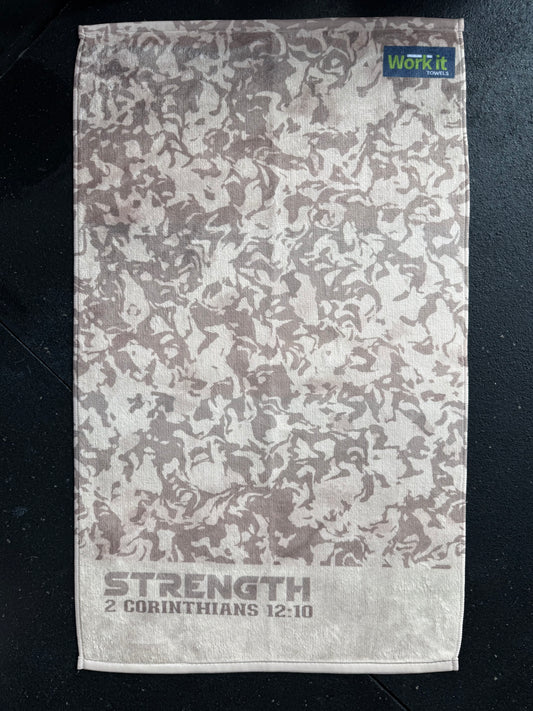 Work it
TOWELS
STRENGTH
2 CORINTHIANS 12:10